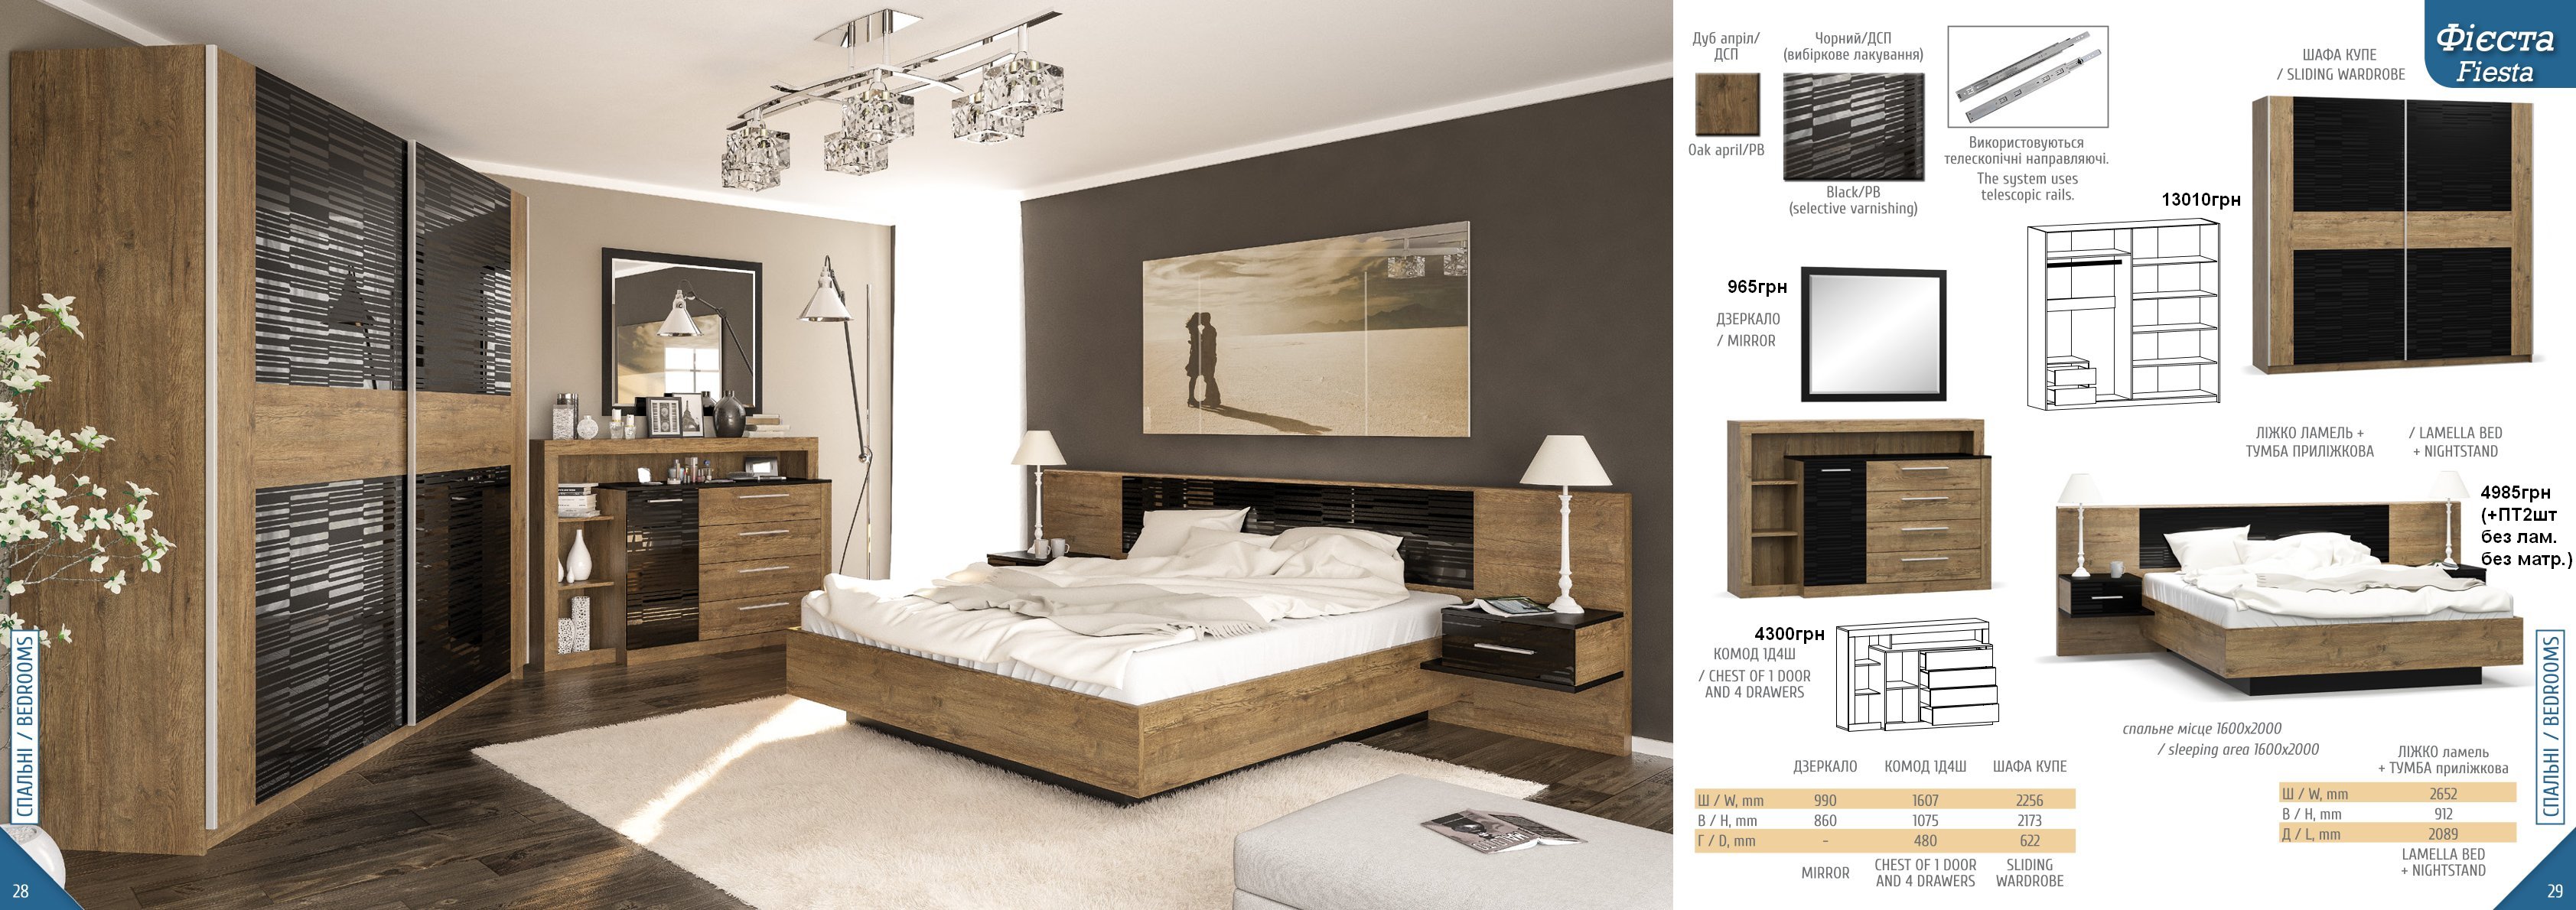 СПАЛЬНІ / BEDROOMS
28
Дуб апріл/
ДСП
Oak april/PB
Чорний/ДСП
(вибіркове лакування)
Black/PB
(selective varnishing)
Використовуються
телескопічні направляючі.
The system uses
telescopic rails.
Фієста
Fiesta
ШАФА КУПЕ
/ SLIDING WARDROBE
13010грн
965грн
ДЗЕРКАЛО
/ MIRROR
ЛІЖКО ЛАМЕЛЬ +
ТУМБА ПРИЛІЖКОВА
/ LAMELLA BED
+ NIGHTSTAND
4985грн
(+ПТ2шт
без лам.
без матр.)
4300грн
КОМОД 1Д4Ш
/ CHEST OF 1 DOOR
AND 4 DRAWERS
спальне місце 1600х2000
/ sleeping area 1600x2000
ДЗЕРКАЛО КОМОД 1Д4Ш ШАФА КУПЕ
Ш / W, mm 990 1607 2256
В / H, mm 860 1075 2173
Г / D, mm - 480 622
MIRROR
CHEST OF 1 DOOR
AND 4 DRAWERS
SLIDING
WARDROBE
ЛІЖКО ламель
+ ТУМБА приліжкова
Ш / W, mm 2652
В / H, mm 912
Д / L, mm 2089
LAMELLA BED
+ NIGHTSTAND
СПАЛЬНІ / BEDROOMS
29